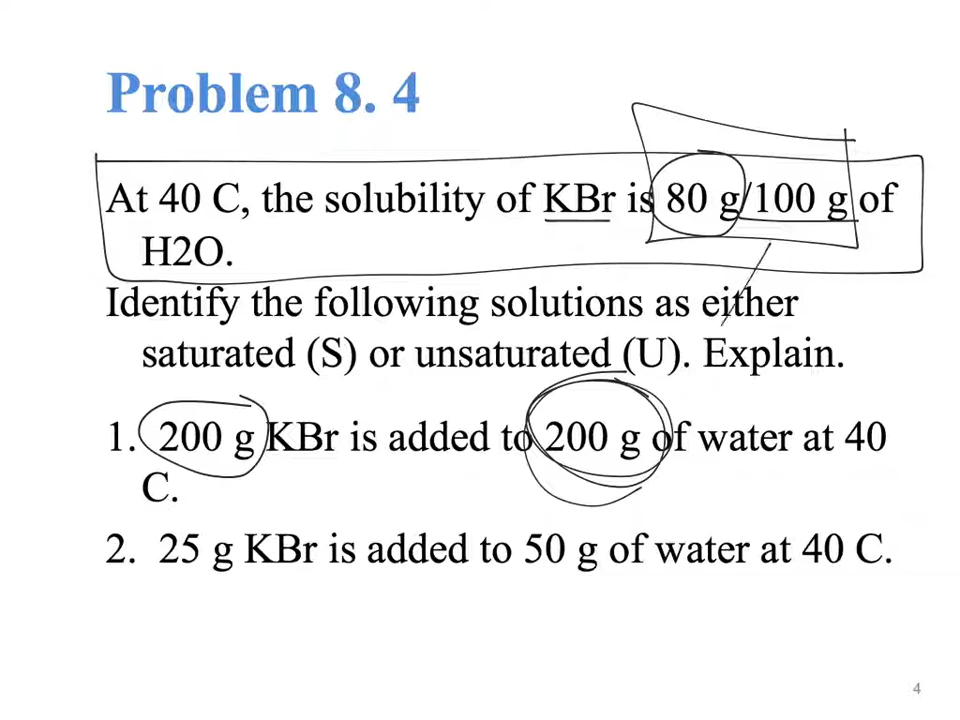 Problem 8. 4
At 40 C, the solubility of KBr is 80 g/100 g of
H2O.
Identify the following solutions as either
saturated (S) or unsaturated (U). Explain.
1. 200 g KBr is added to 200 g of water at 40
C.
2. 25 g KBr is added to 50 g of water at 40 C.
4